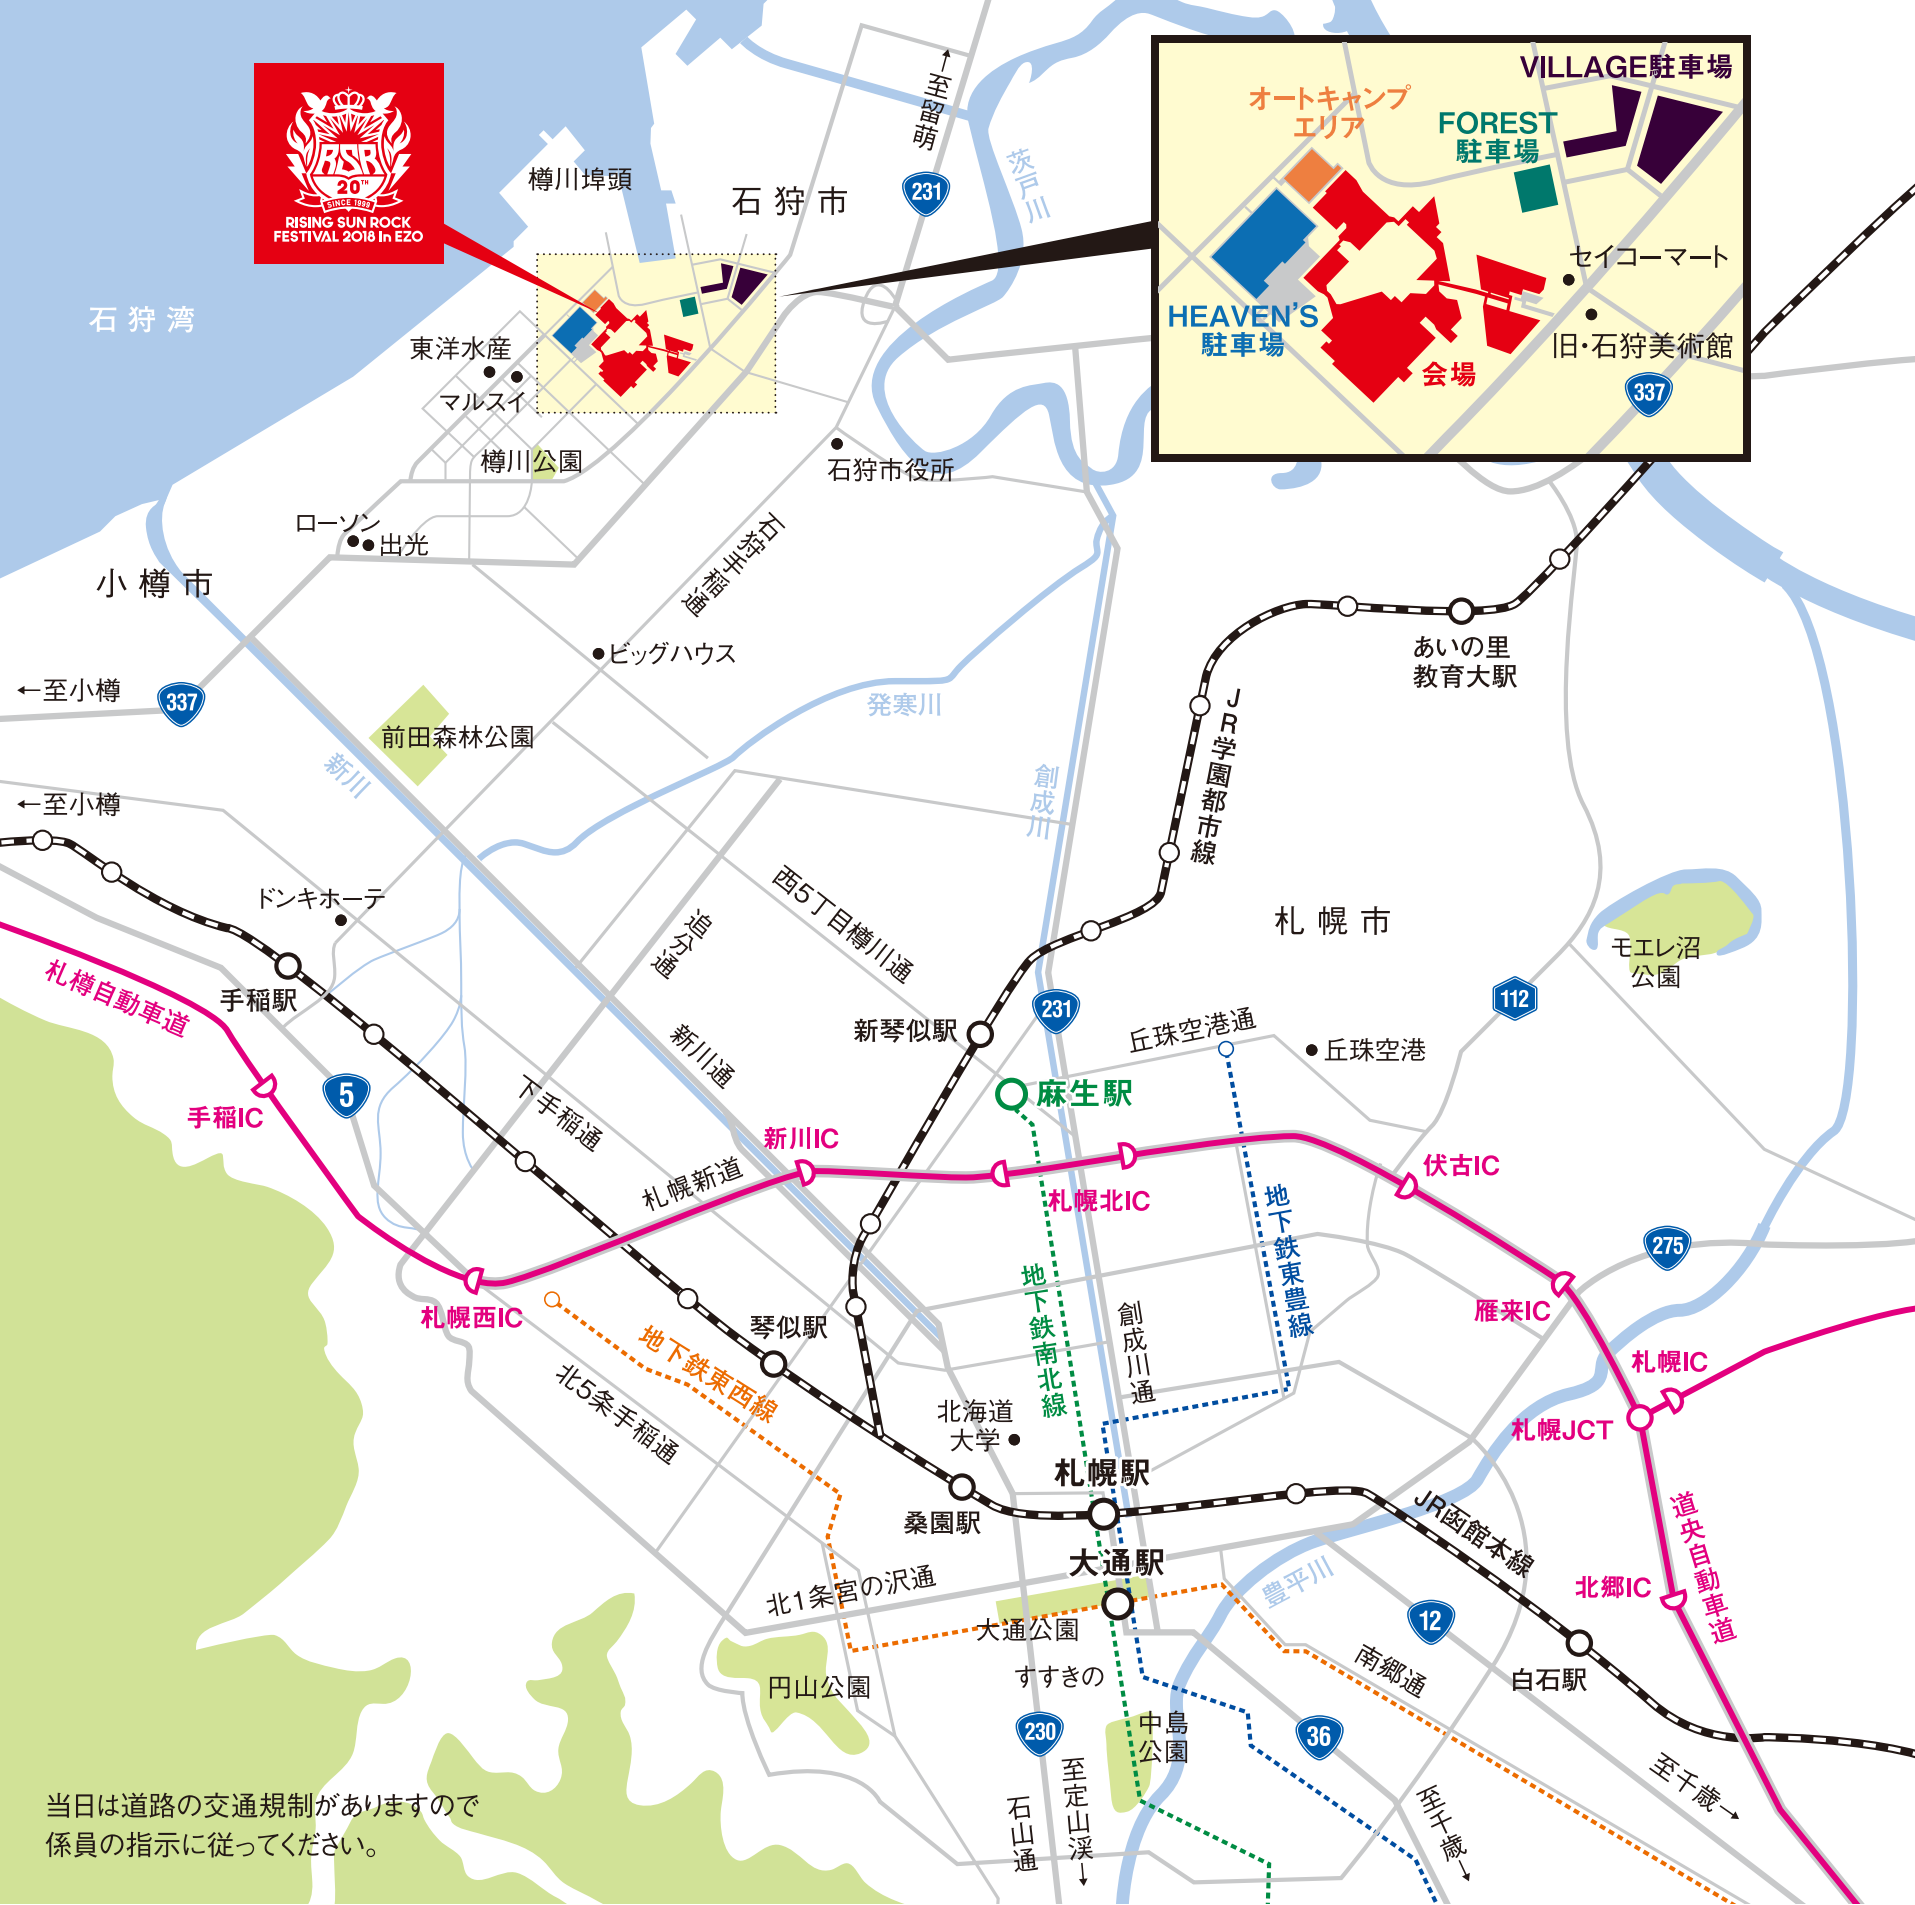 RSR
20TH
SINCE 1999
RISING SUN ROCK
FESTIVAL 2018 In EZO
樽川埠頭
石狩市
→至留萌
231
茨戸川
石狩湾
VILLAGE駐車場
オートキャンプ
エリア
FOREST
駐車場
HEAVEN'S
駐車場
会場
セイコーマート
旧・石狩美術館
337
東洋水産
マルスイ
樽川公園
石狩市役所
ローソン
出光
石狩手稲通
小樽市
ビッグハウス
←至小樽
337
あいの里
教育大駅
発寒川
前田森林公園
新川
JR学園都市線
創成川
←至小樽
ドンキホーテ
西5丁目樽川通
追分通
札幌市
モエレ沼
公園
札樽自動車道
手稲駅
112
231
新琴似駅
丘珠空港通
丘珠空港
新川通
5
下手稲通
麻生駅
手稲IC
新川IC
札幌新道
札幌北IC
伏古IC
地下鉄東豊線
275
札幌西IC
琴似駅
地下鉄東西線
地下鉄南北線
創成川通
雁来IC
札幌IC
札幌JCT
北5条手稲通
北海道
大学
札幌駅
桑園駅
JR函館本線
道央自動車道
大通駅
北1条宮の沢通
豊平川
北郷IC
12
大通公園
すすきの
南郷通
白石駅
円山公園
230
中島
公園
36
至定山渓→
石山通
至千歳→
至千歳→
当日は道路の交通規制がありますので
係員の指示に従ってください。